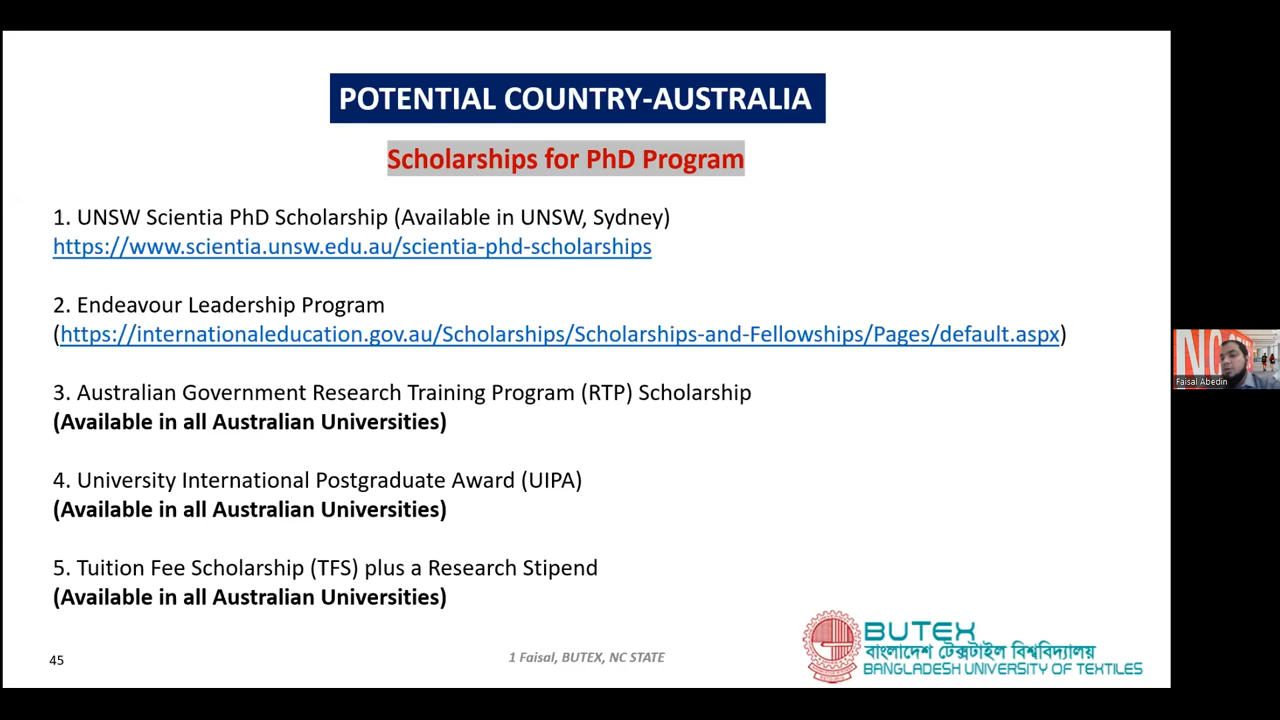 POTENTIAL COUNTRY-AUSTRALIA
Scholarships for PhD Program
1. UNSW Scientia PhD Scholarship (Available in UNSW, Sydney)
https://www.scientia.unsw.edu.au/scientia-phd-scholarships
2. Endeavour Leadership Program
(https://internationaleducation.gov.au/Scholarships/Scholarships-and-Fellowships/Pages/default.aspx)
3. Australian Government Research Training Program (RTP) Scholarship
(Available in all Australian Universities)
4. University International Postgraduate Award (UIPA)
(Available in all Australian Universities)
5. Tuition Fee Scholarship (TFS) plus a Research Stipend
(Available in all Australian Universities)
45
1 Faisal, BUTEX, NC STATE
BUTEX
বাংলাদেশ টেক্সটাইল বিশ্ববিদ্যালয়
BANGLADESH UNIVERSITY OF TEXTILES
NC
Faisal Abedin